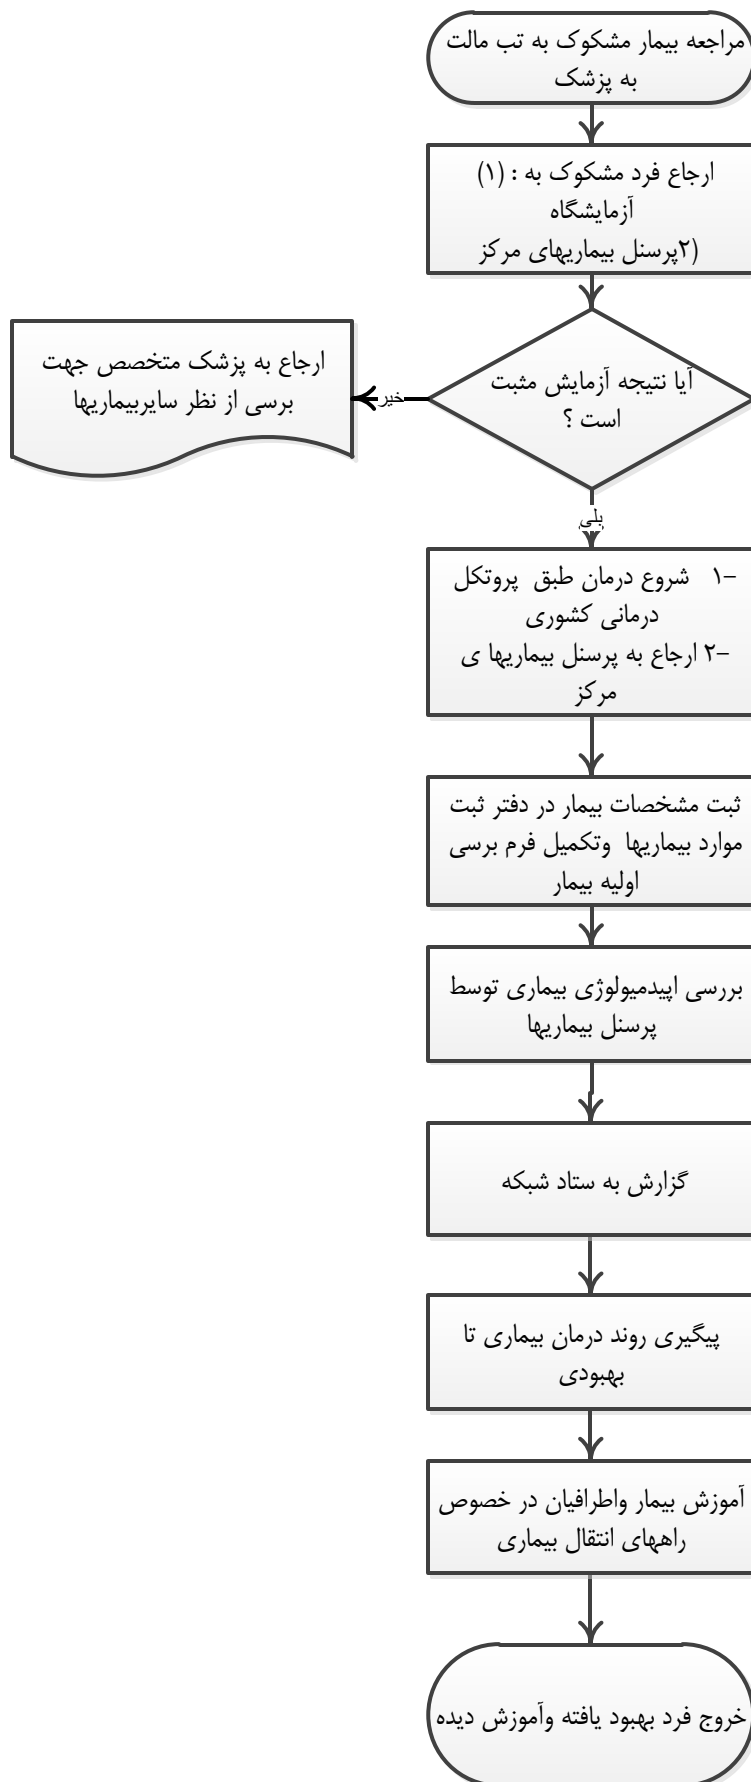 مراجعه بیمار مشکوک به تب مالت
به پزشک
ارجاع فرد مشکوک به : (۱)
آزمایشگاه
۲)پرسنل بیماریهای مرکز
آیا نتیجه آزمایش مثبت
است ؟
خیر
ارجاع به پزشک متخصص جهت
برسی از نظر سایربیماریها
بلی
۱- شروع درمان طبق پروتکل
درمانی کشوری
۲- ارجاع به پرسنل بیماریها ی
مرکز
ثبت مشخصات بیمار در دفتر ثبت
موارد بیماریها وتکمیل فرم برسی
اولیه بیمار
بررسی اپیدمیولوژی بیماری توسط
پرسنل بیماریها
گزارش به ستاد شبکه
پیگیری روند درمان بیماری تا
بهبودی
آموزش بیمار واطرافیان در خصوص
راههای انتقال بیماری
خروج فرد بهبود یافته وآموزش دیده